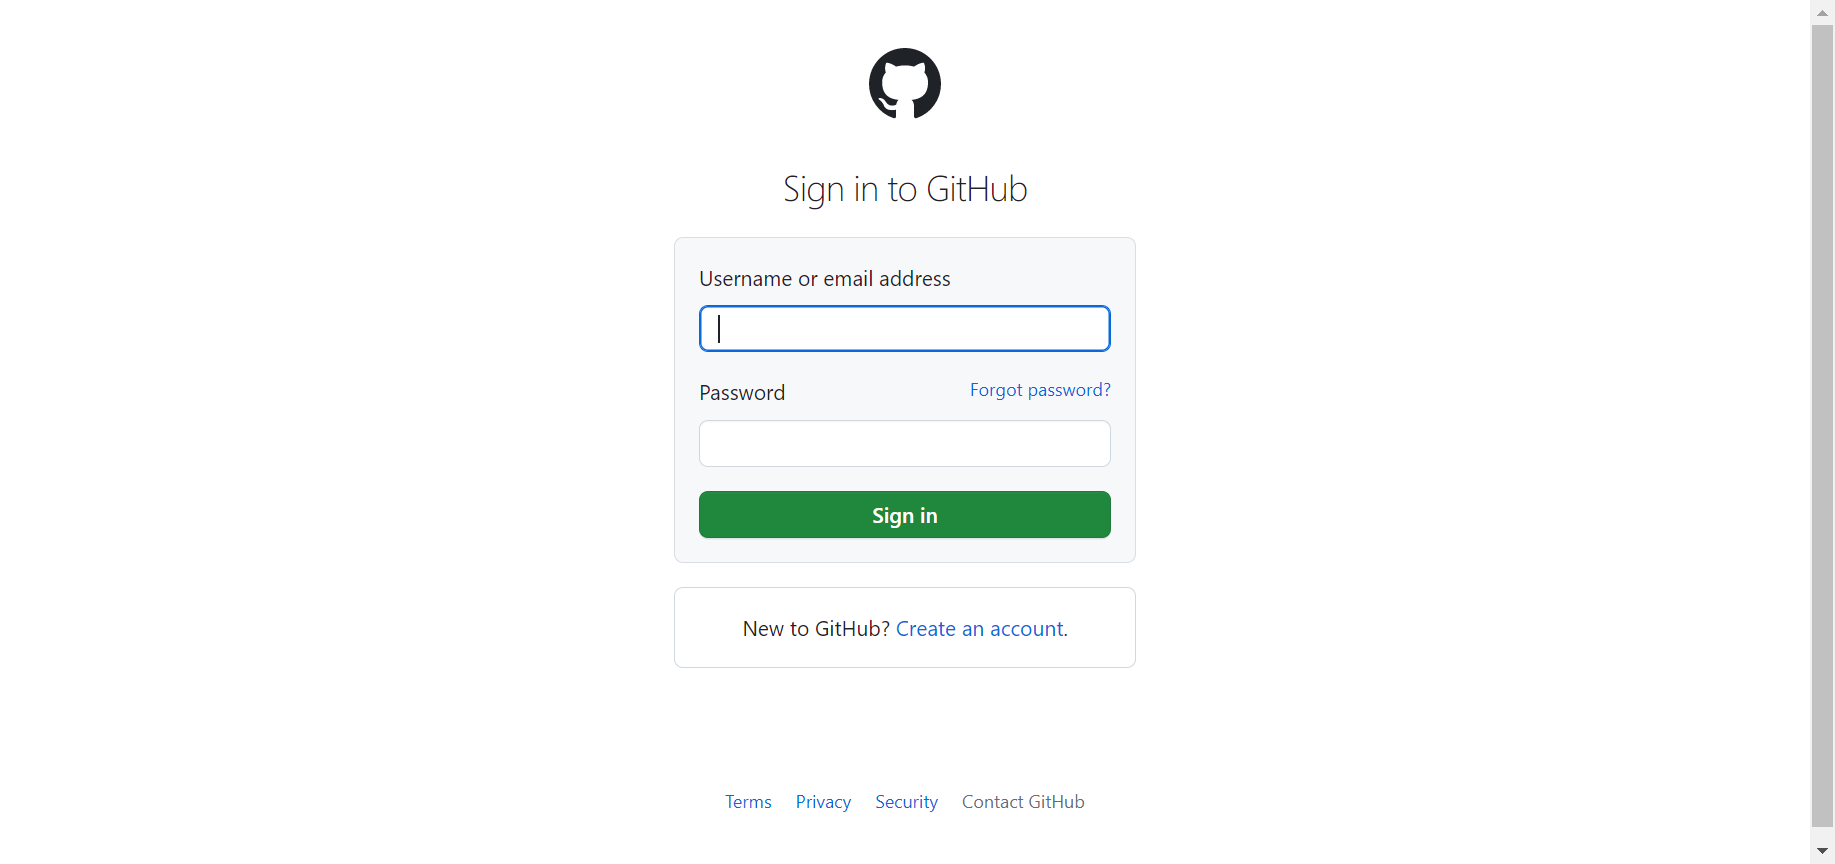 Sign in to GitHub
Username or email address
Password
Forgot password?
Sign in
New to GitHub? Create an account.
Terms Privacy Security Contact GitHub